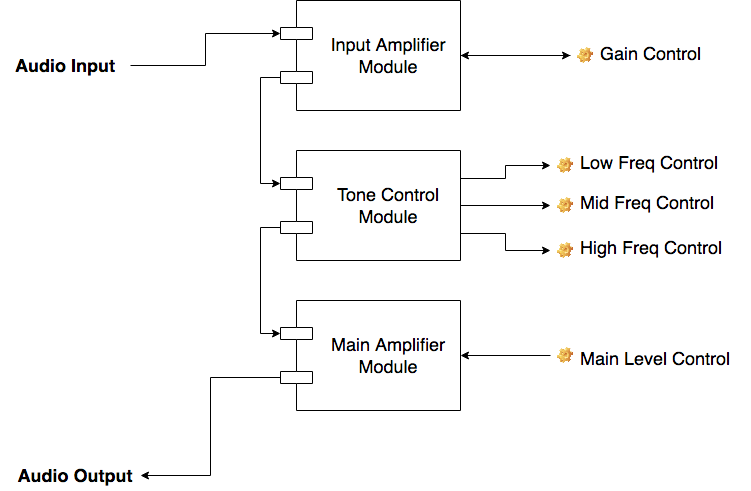 Input Amplifier
Module
Audio Input
Gain Control
Tone Control
Module
Low Freq Control
Mid Freq Control
High Freq Control
Main Amplifier
Module
Main Level Control
Audio Output